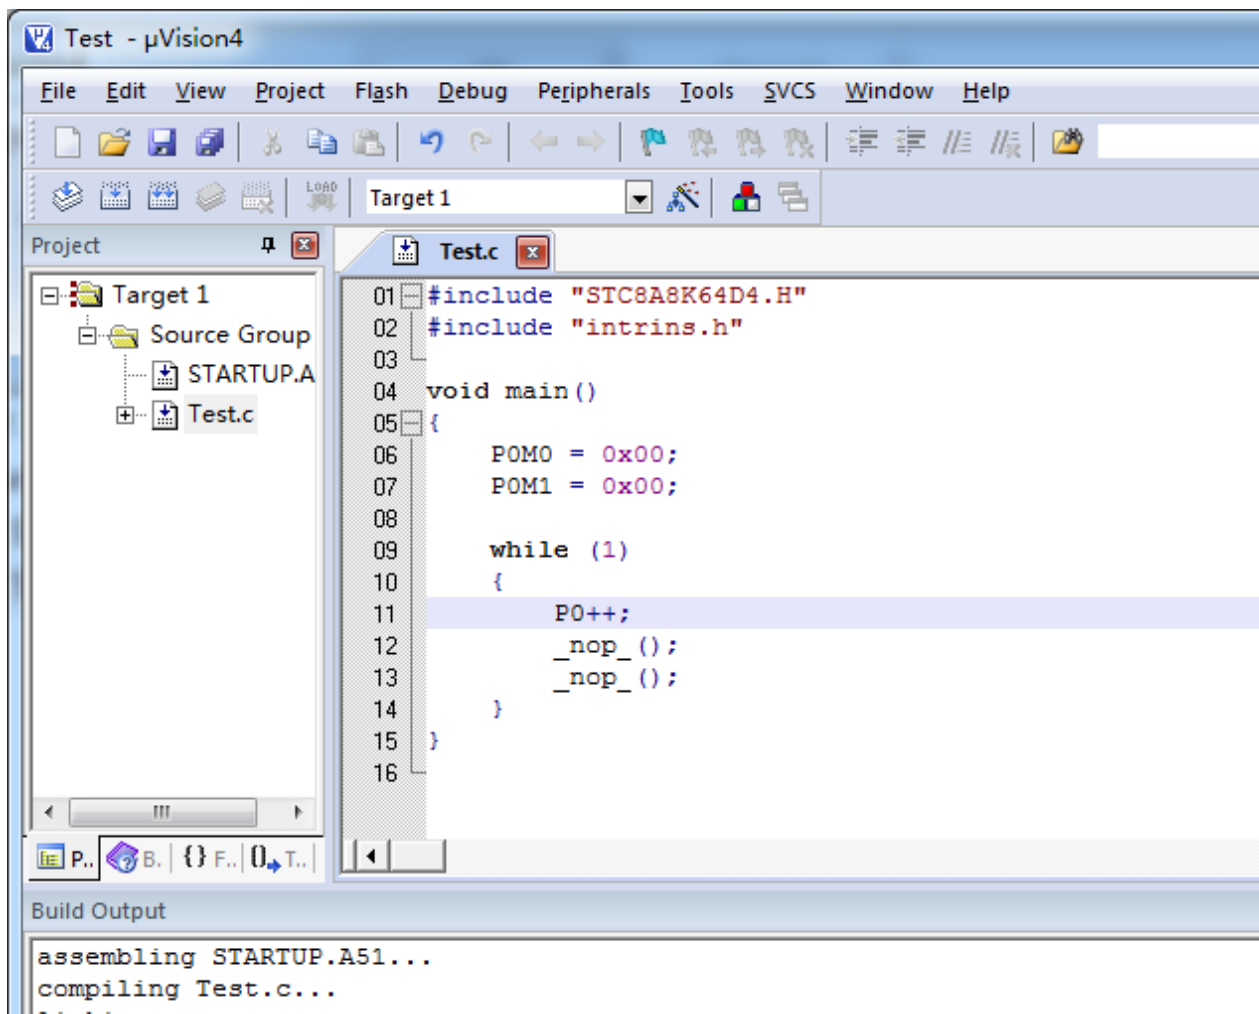 Test - µVision4
File Edit View Project Flash Debug Peripherals Tools SVCS Window Help
LOAD
Target 1
Project
Test.c
Target 1
Source Group
STARTUP.A
Test.c
01 #include "STC8A8K64D4.H"
02 #include "intrins.h"
03
04 void main()
05 {
06 P0M0 = 0x00;
07 P0M1 = 0x00;
08
09 while (1)
10 {
11 P0++;
12 _nop_();
13 _nop_();
14 }
15 }
16
P.. B. {} F.. T..
Build Output
assembling STARTUP.A51...
compiling Test.c...